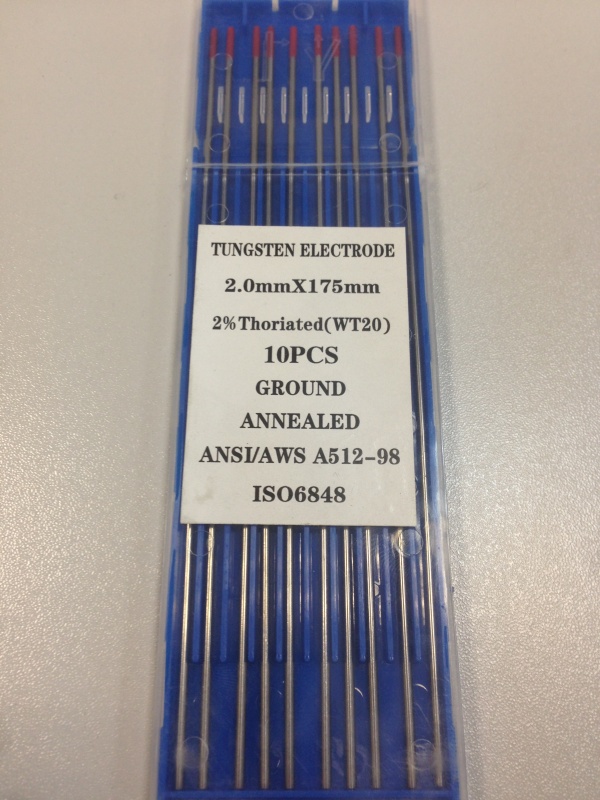 TUNGSTEN ELECTRODE
2.0mmX175mm
2%Thoriated(WT20)
10PCS
GROUND
ANNEALED
ANSI/AWS A512-98
ISO6848